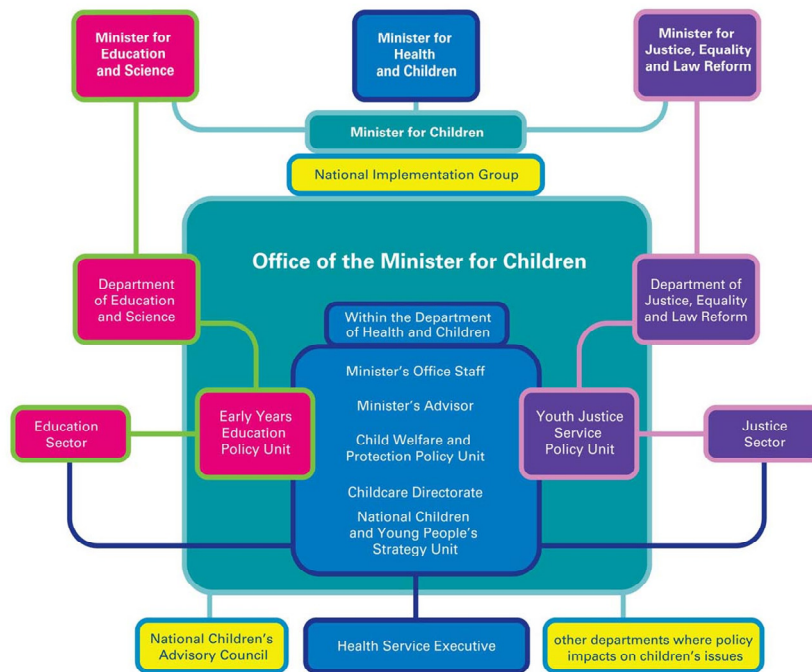 Minister for
Education
and Science
Minister for
Health
and Children
Minister for
Justice, Equality
and Law Reform
Minister for Children
National Implementation Group
Office of the Minister for Children
Department
of Education
and Science
Department of
Justice, Equality
and Law Reform
Within the Department
of Health and Children
Minister's Office Staff
Minister's Advisor
Child Welfare and
Protection Policy Unit
Childcare Directorate
National Children
and Young People's
Strategy Unit
Education
Sector
Early Years
Education
Policy Unit
Youth Justice
Service
Policy Unit
Justice
Sector
National Children's
Advisory Council
Health Service Executive
other departments where policy
impacts on children's issues